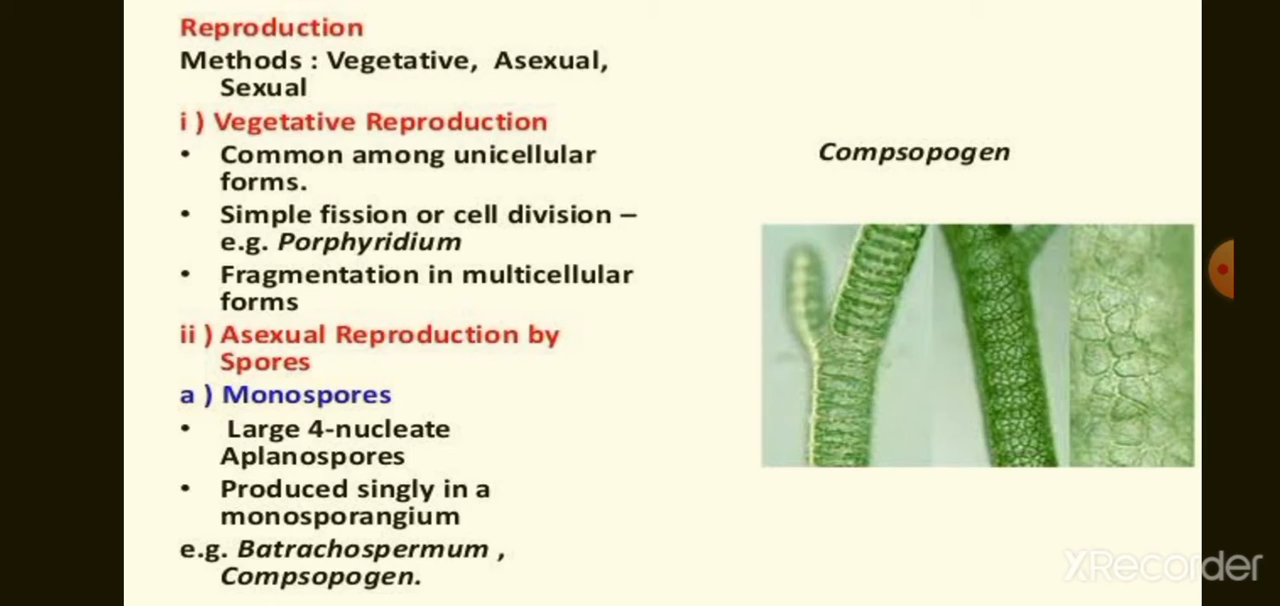 Reproduction
Methods : Vegetative, Asexual,
Sexual
i ) Vegetative Reproduction
• Common among unicellular
forms.
• Simple fission or cell division –
e.g. Porphyridium
• Fragmentation in multicellular
forms
ii ) Asexual Reproduction by
Spores
a ) Monospores
• Large 4-nucleate
Aplanospores
• Produced singly in a
monosporangium
e.g. Batrachospermum ,
Compsopogen.
Compsopogen
XRecorder